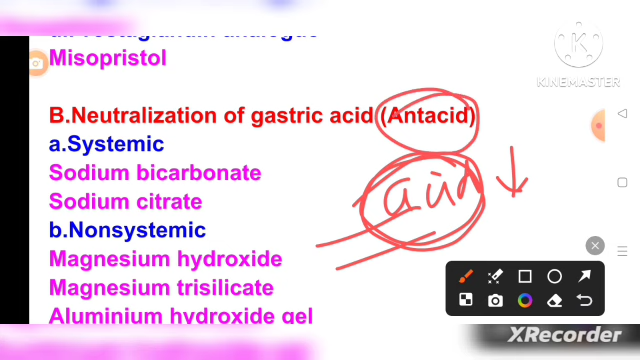 Misopristol
KINEMASTER
B.Neutralization of gastric acid (Antacid)
a.Systemic
Sodium bicarbonate
acid
Sodium citrate
b.Nonsystemic
Magnesium hydroxide
Magnesium trisilicate
Aluminium hydroxide gel
XRecorder